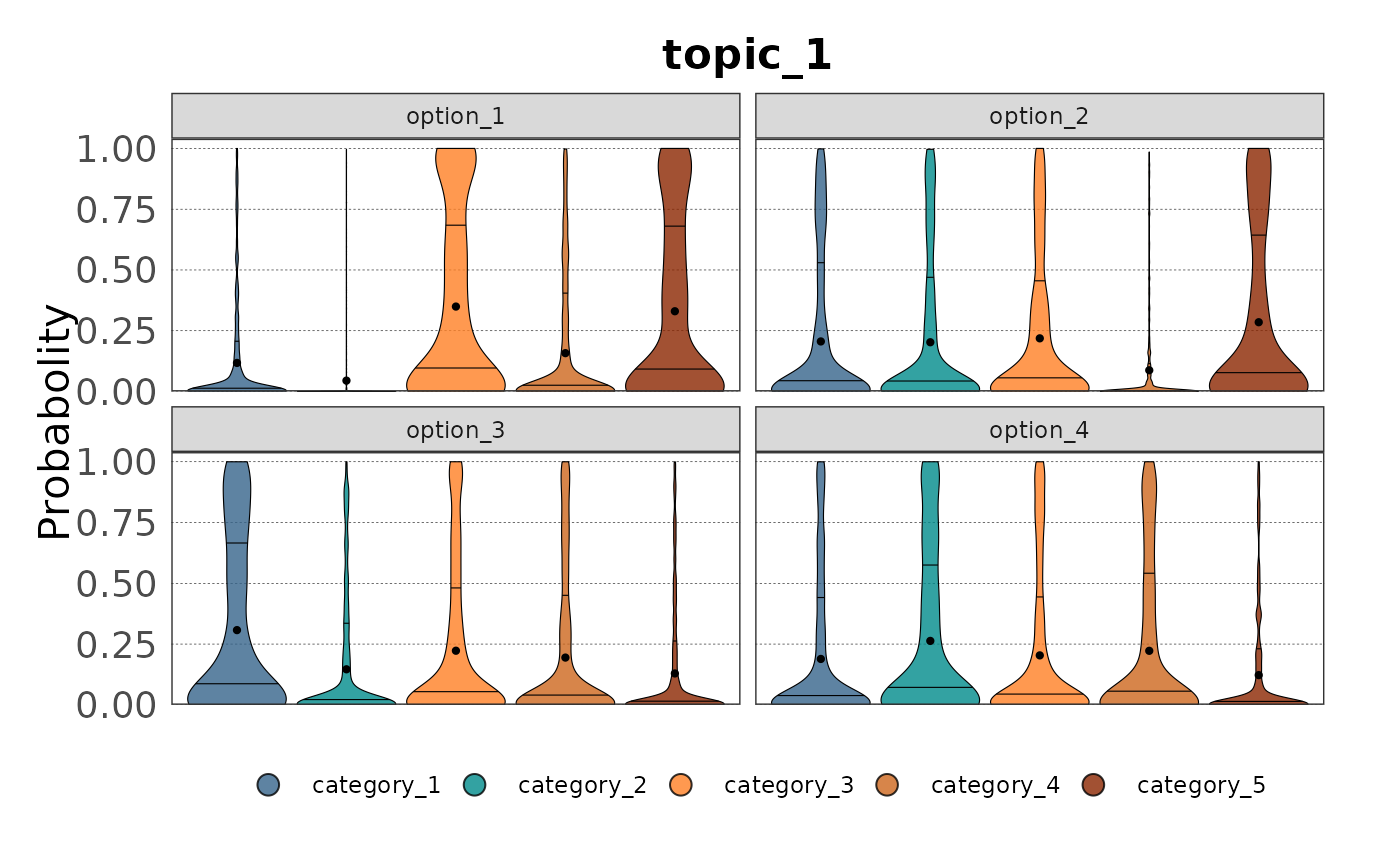 topic_1
option_1
option_2
1.00
0.75
0.50
0.25
0.00
Probabolity
option_3
option_4
1.00
0.75
0.50
0.25
0.00
category_1 category_2 category_3 category_4 category_5